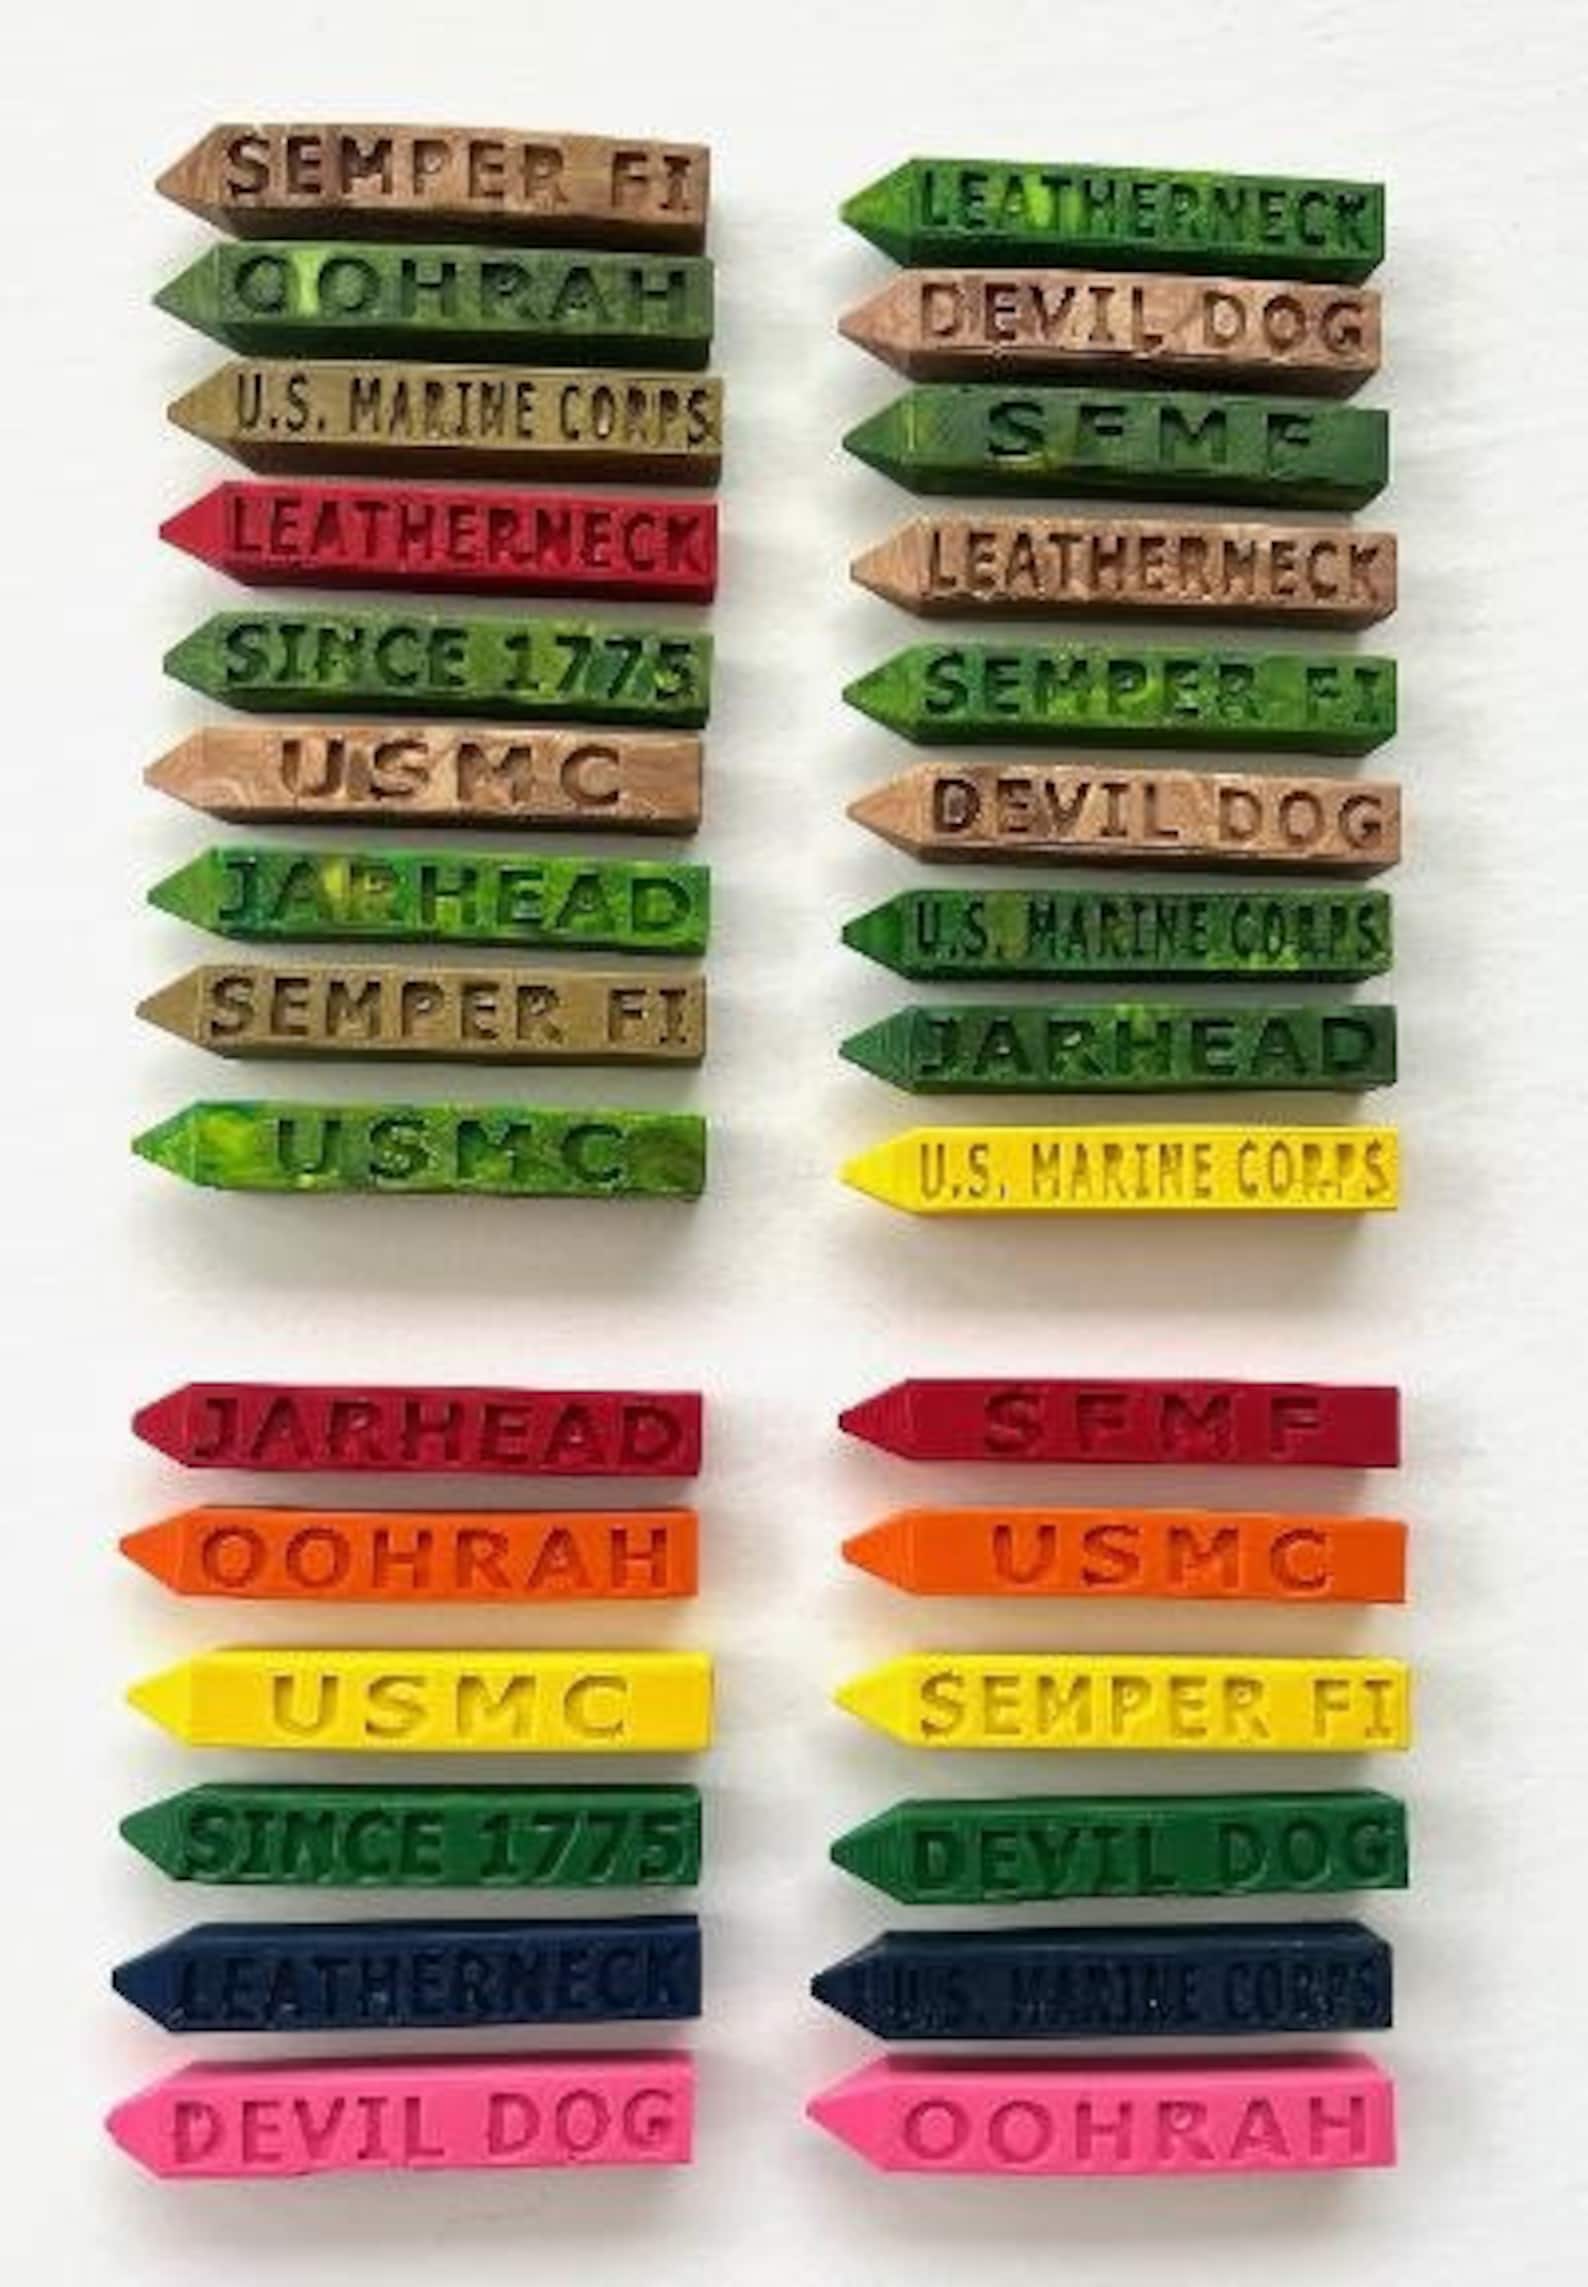 SEMPER FI
OOHRAH
U.S. MARINE CORPS
LEATHERNECK
SINCE 1775
USMC
JARHEAD
SEMPER FI
USMC
LEATHERNECK
DEVIL DOG
SFMF
LEATHERNECK
SEMPER FI
DEVIL DOG
U.S. MARINE CORPS
JARHEAD
U.S. MARINE CORPS
JARHEAD
OOHRAH
USMC
SINCE 1775
LEATHERNECK
DEVIL DOG
SFMF
USMC
SEMPER FI
DEVIL DOG
U.S. MARINE CORPS
OOHRAH